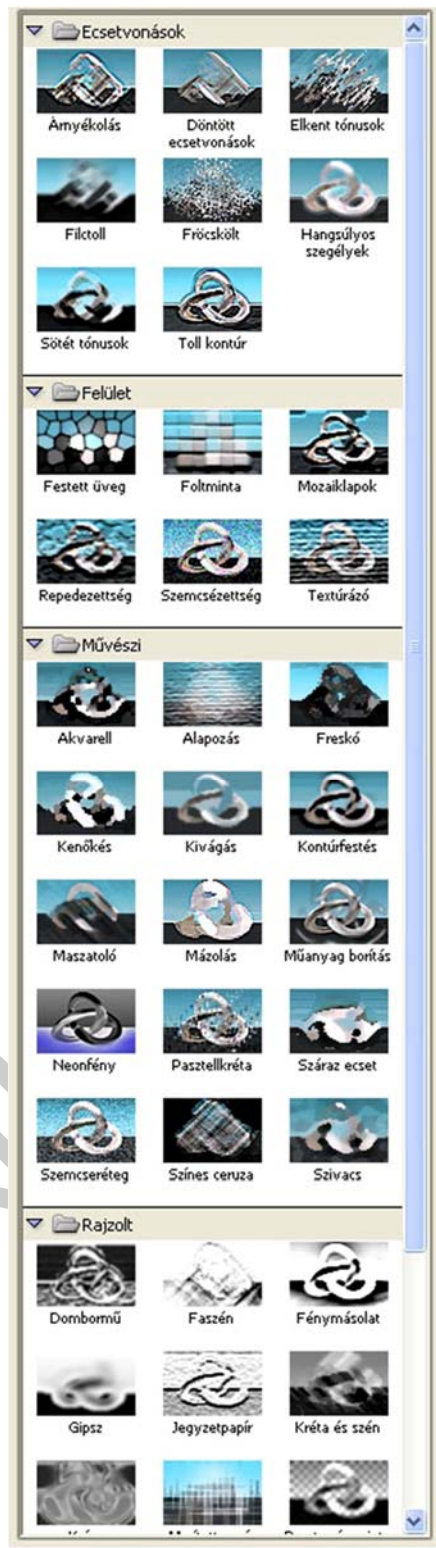 Ecsetvonások
Árnyékolás Döntött ecsetvonások Elkent tónusok
Filctoll Fröcskölt Hangsúlyos szegélyek
Sötét tónusok Toll kontúr
Felület
Festett üveg Foltminta Mozaiklapok
Repedezettség Szemcsézettség Textúrázó
Művészi
Akvarell Alapozás Freskó
Kenőkés Kivágás Kontúrfestés
Maszatoló Mázolás Műanyag borítás
Neonfény Pasztellkréta Száraz ecset
Szemcseréteg Színes ceruza Szivacs
Rajzolt
Dombormű Faszén Fénymásolat
Gipsz Jegyzetpapír Kréta és szén